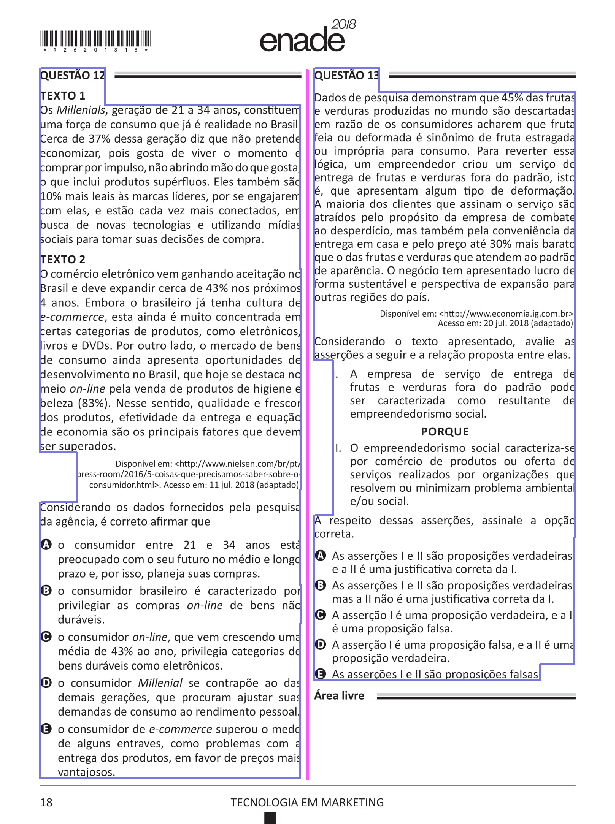 *R12620181 8*
enade 2018
QUESTÃO 12
TEXTO 1
Os Millenials, geração de 21 a 34 anos, constituem
uma força de consumo que já é realidade no Brasil.
Cerca de 37% dessa geração diz que não pretende
economizar, pois gosta de viver o momento e
comprar por impulso, não abrindo mão do que gosta,
o que inclui produtos supérfluos. Eles também são
10% mais leais às marcas líderes, por se engajarem
com elas, e estão cada vez mais conectados, em
busca de novas tecnologias e utilizando mídias
sociais para tomar suas decisões de compra.
TEXTO 2
O comércio eletrônico vem ganhando aceitação no
Brasil e deve expandir cerca de 43% nos próximos
4 anos. Embora o brasileiro já tenha cultura de
e-commerce, esta ainda é muito concentrada em
certas categorias de produtos, como eletrônicos,
livros e DVDs. Por outro lado, o mercado de bens
de consumo ainda apresenta oportunidades de
desenvolvimento no Brasil, que hoje se destaca no
meio on-line pela venda de produtos de higiene e
beleza (83%). Nesse sentido, qualidade e frescor
dos produtos, efetividade da entrega e equação
de economia são os principais fatores que devem
ser superados.
Disponível em: <http://www.nielsen.com/br/pt/
press-room/2016/5-coisas-que-precisamos-saber-sobre-o-
consumidor.html>. Acesso em: 11 jul. 2018 (adaptado).
Considerando os dados fornecidos pela pesquisa
da agência, é correto afirmar que
A o consumidor entre 21 e 34 anos está
preocupado com o seu futuro no médio e longo
prazo e, por isso, planeja suas compras.
B o consumidor brasileiro é caracterizado por
privilegiar as compras on-line de bens não
duráveis.
C o consumidor on-line, que vem crescendo uma
média de 43% ao ano, privilegia categorias de
bens duráveis como eletrônicos.
D o consumidor Millenial se contrapõe ao das
demais gerações, que procuram ajustar suas
demandas de consumo ao rendimento pessoal.
E o consumidor de e-commerce superou o medo
de alguns entraves, como problemas com a
entrega dos produtos, em favor de preços mais
vantajosos.
QUESTÃO 13
Dados de pesquisa demonstram que 45% das frutas
e verduras produzidas no mundo são descartadas
em razão de os consumidores acharem que fruta
feia ou deformada é sinônimo de fruta estragada
ou imprópria para consumo. Para reverter essa
lógica, um empreendedor criou um serviço de
entrega de frutas e verduras fora do padrão, isto
é, que apresentam algum tipo de deformação.
A maioria dos clientes que assinam o serviço são
atraídos pelo propósito da empresa de combate
ao desperdício, mas também pela conveniência da
entrega em casa e pelo preço até 30% mais barato
que o das frutas e verduras que atendem ao padrão
de aparência. O negócio tem apresentado lucro de
forma sustentável e perspectiva de expansão para
outras regiões do país.
Disponível em: <http://www.economia.ig.com.br>.
Acesso em: 20 jul. 2018 (adaptado).
Considerando o texto apresentado, avalie as
asserções a seguir e a relação proposta entre elas.
I. A empresa de serviço de entrega de
frutas e verduras fora do padrão pode
ser caracterizada como resultante de
empreendedorismo social.
PORQUE
II. O empreendedorismo social caracteriza-se
por comércio de produtos ou oferta de
serviços realizados por organizações que
resolvem ou minimizam problema ambiental
e/ou social.
A respeito dessas asserções, assinale a opção
correta.
A As asserções I e II são proposições verdadeiras,
e a II é uma justificativa correta da I.
B As asserções I e II são proposições verdadeiras,
mas a II não é uma justificativa correta da I.
C A asserção I é uma proposição verdadeira, e a II
é uma proposição falsa.
D A asserção I é uma proposição falsa, e a II é uma
proposição verdadeira.
E As asserções I e II são proposições falsas.
Área livre
18
TECNOLOGIA EM MARKETING